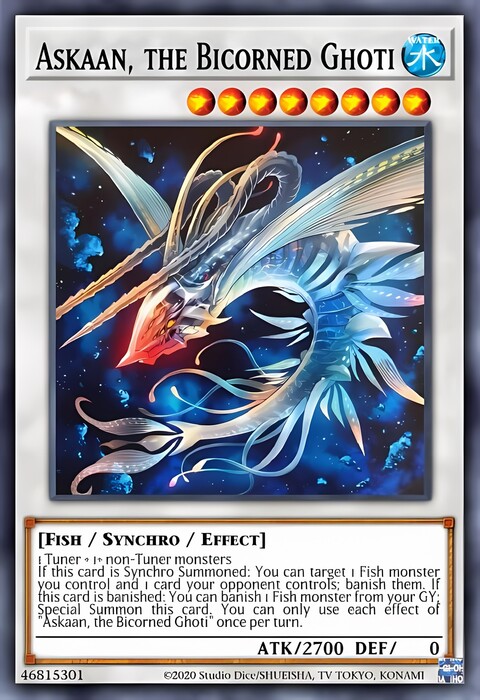 ASKAAN, THE BICORNED GHOTI
WATER
水
[FISH / SYNCHRO / EFFECT]
1 Tuner + 1+ non-Tuner monsters
If this card is Synchro Summoned: You can target 1 Fish monster
you control and 1 card your opponent controls; banish them. If
this card is banished: You can banish 1 Fish monster from your GY;
Special Summon this card. You can only use each effect of
"Askaan, the Bicorned Ghoti" once per turn.
ATK/2700 DEF/ 0
46815301 ©2020 Studio Dice/SHUEISHA, TV TOKYO, KONAMI